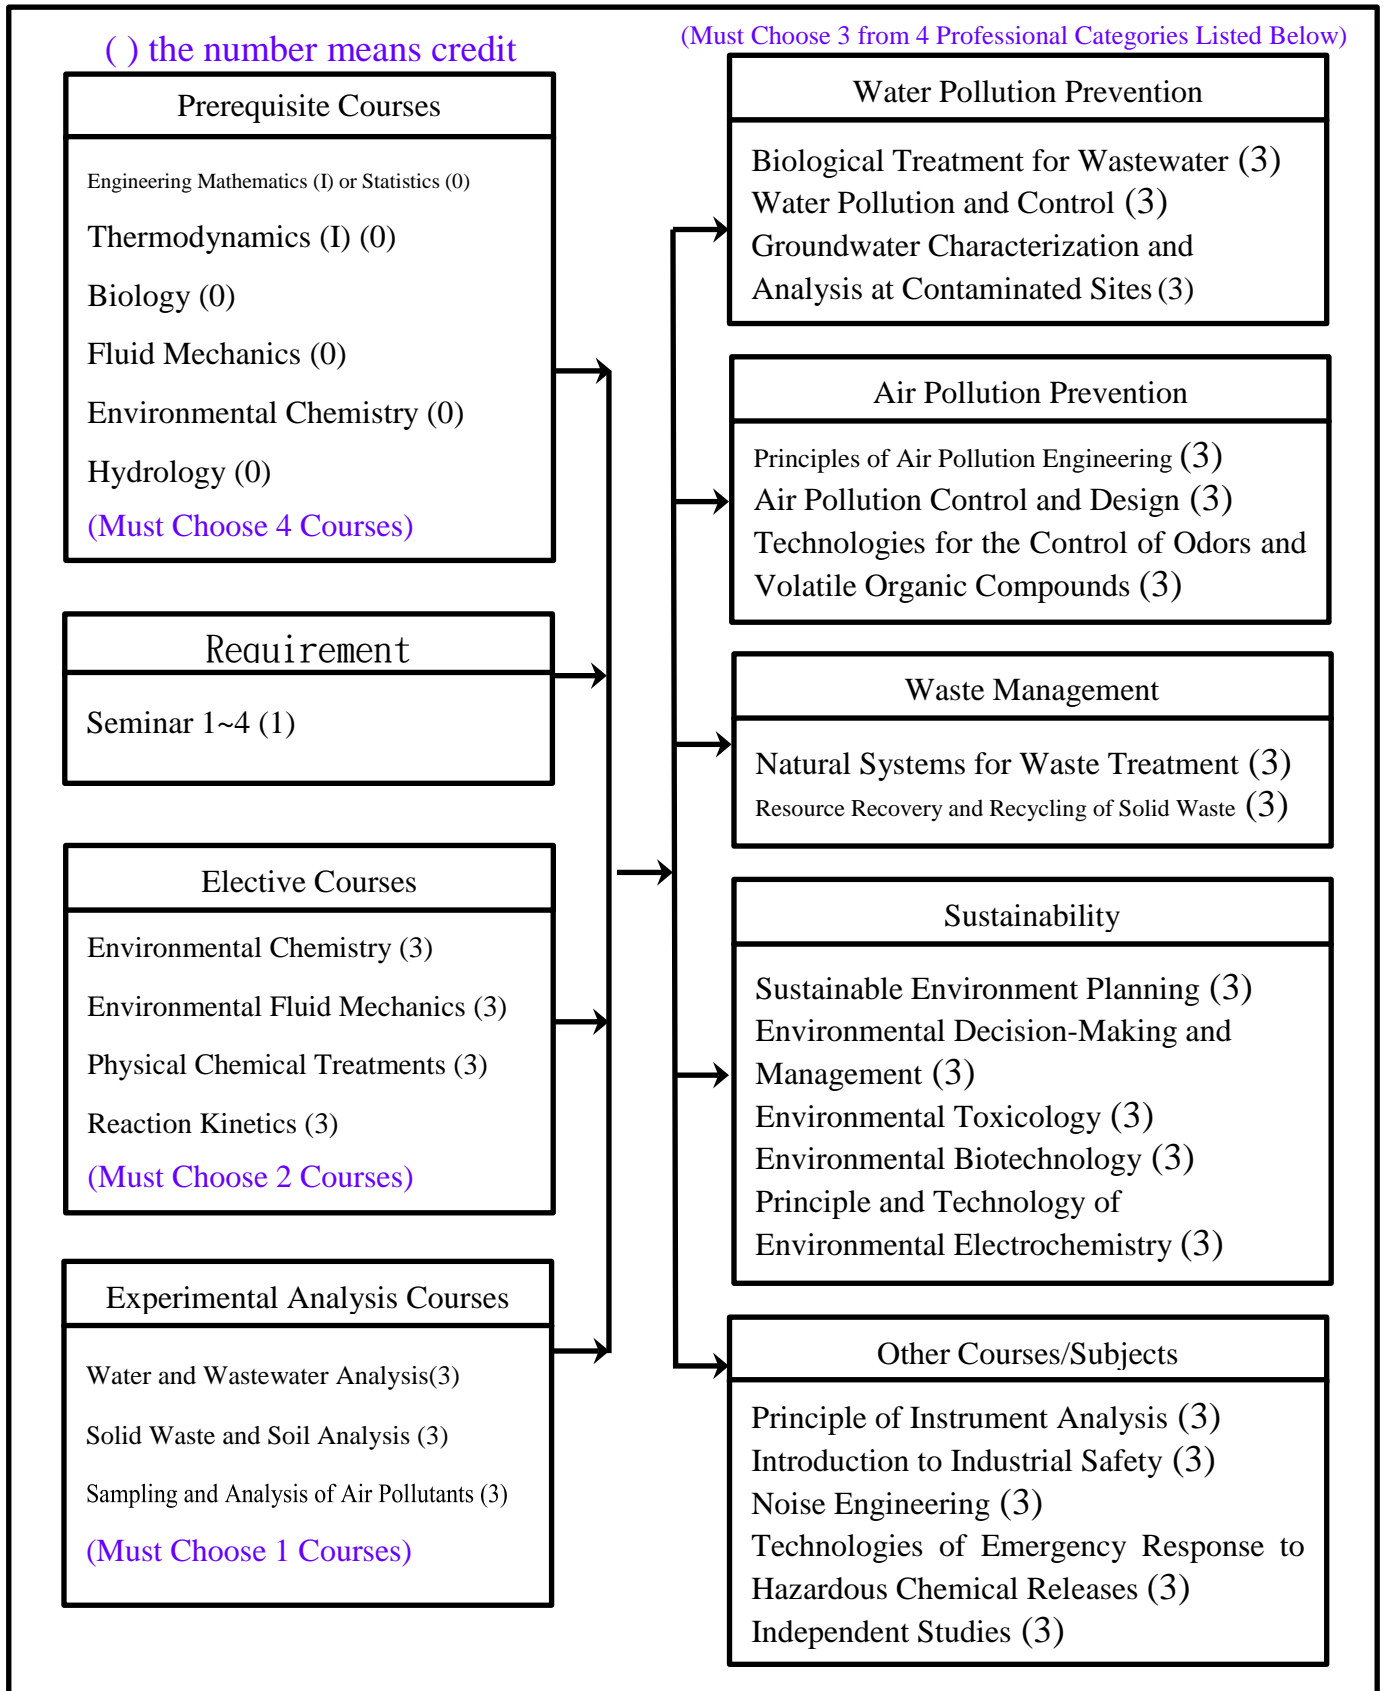 ( ) the number means credit
Prerequisite Courses
Engineering Mathematics (I) or Statistics (0)
Thermodynamics (I) (0)
Biology (0)
Fluid Mechanics (0)
Environmental Chemistry (0)
Hydrology (0)
(Must Choose 4 Courses)
Requirement
Seminar 1~4 (1)
Elective Courses
Environmental Chemistry (3)
Environmental Fluid Mechanics (3)
Physical Chemical Treatments (3)
Reaction Kinetics (3)
(Must Choose 2 Courses)
Experimental Analysis Courses
Water and Wastewater Analysis(3)
Solid Waste and Soil Analysis (3)
Sampling and Analysis of Air Pollutants (3)
(Must Choose 1 Courses)
(Must Choose 3 from 4 Professional Categories Listed Below)
Water Pollution Prevention
Biological Treatment for Wastewater (3)
Water Pollution and Control (3)
Groundwater Characterization and
Analysis at Contaminated Sites (3)
Air Pollution Prevention
Principles of Air Pollution Engineering (3)
Air Pollution Control and Design (3)
Technologies for the Control of Odors and
Volatile Organic Compounds (3)
Waste Management
Natural Systems for Waste Treatment (3)
Resource Recovery and Recycling of Solid Waste (3)
Sustainability
Sustainable Environment Planning (3)
Environmental Decision-Making and
Management (3)
Environmental Toxicology (3)
Environmental Biotechnology (3)
Principle and Technology of
Environmental Electrochemistry (3)
Other Courses/Subjects
Principle of Instrument Analysis (3)
Introduction to Industrial Safety (3)
Noise Engineering (3)
Technologies of Emergency Response to
Hazardous Chemical Releases (3)
Independent Studies (3)